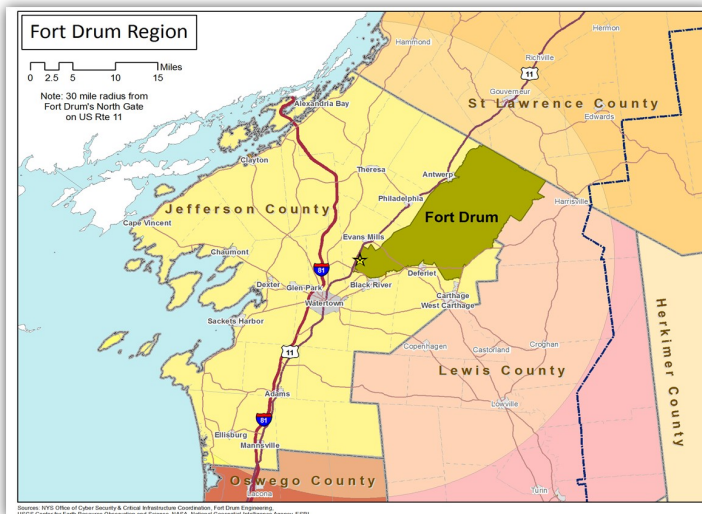 Fort Drum Region
0 2.5 5 10 15 Miles
Note: 30 mile radius from
Fort Drum's North Gate
on US Rte 11
Hermon
Hammond
Richville
11
Gouverneur
Alexandria Bay
St Lawrence County
Edwards
Clayton
Theresa
Antwerp
Philadelphia
Harrisville
Jefferson County
Fort Drum
Cape Vincent
Evans Mills
Chaumont
81
Deferiet
Dexter
Glen Park
Black River
Carthage
West Carthage
Watertown
Sackets Harbor
Herkimer County
11
Copenhagen
Castorland
Croghan
Lewis County
Adams
Lowville
81
Ellisburg
Mannsville
Oswego County
Lacona
Turin
Sources: NYS Office of Cyber Security & Critical Infrastructure Coordination, Fort Drum Engineering,